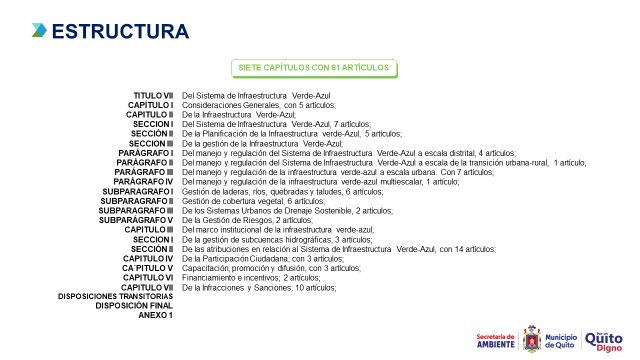 ESTRUCTURA
SIETE CAPÍTULOS CON 81 ARTÍCULOS
TITULO VII Del Sistema de Infraestructura Verde-Azul
CAPÍTULO I Consideraciones Generales, con 5 artículos;
CAPITULO II De la Infraestructura Verde-Azul;
SECCION I Del Sistema de Infraestructura Verde-Azul, 7 artículos;
SECCIÓN II De la Planificación de la Infraestructura verde-Azul, 5 artículos;
SECCION III De la gestión de la Infraestructura Verde-Azul;
PARÁGRAFO I Del manejo y regulación del Sistema de Infraestructura Verde-Azul a escala distrital, 4 artículos;
PARÁGRAFO II Del manejo y regulación del Sistema de Infraestructura Verde-Azul a escala de la transición urbana-rural, 1 artículo;
PARÁGRAFO III Del manejo y regulación de la infraestructura verde-azul a escala urbana. Con 7 artículos;
PARÁGRAFO IV Del manejo y regulación de la infraestructura verde-azul multiescalar, 1 artículo;
SUBPARAGRAFO I Gestión de laderas, ríos, quebradas y taludes, 6 artículos;
SUBPARAGRAFO II Gestión de cobertura vegetal, 6 artículos;
SUBPARAGRAFO III De los Sistemas Urbanos de Drenaje Sostenible, 2 artículos;
SUBPARÁGRAFO V De la Gestión de Riesgos, 2 artículos;
CAPITULO III Del marco institucional de la infraestructura verde-azul,
SECCION I De la gestión de subcuencas hidrográficas, 3 artículos;
SECCIÓN II De las atribuciones en relación al Sistema de Infraestructura Verde-Azul, con 14 artículos;
CAPITULO IV De la Participación Ciudadana; con 3 artículos;
CA´PITULO V Capacitación, promoción y difusión, con 3 artículos;
CAPITULO VI Financiamiento e incentivos; 2 artículos;
CAPITULO VII De la Infracciones y Sanciones; 10 artículos;
DISPOSICIONES TRANSITORIAS
DISPOSICIÓN FINAL
ANEXO 1
Secretaría de
AMBIENTE
Municipio
de Quito
Por un
Quito
Digno